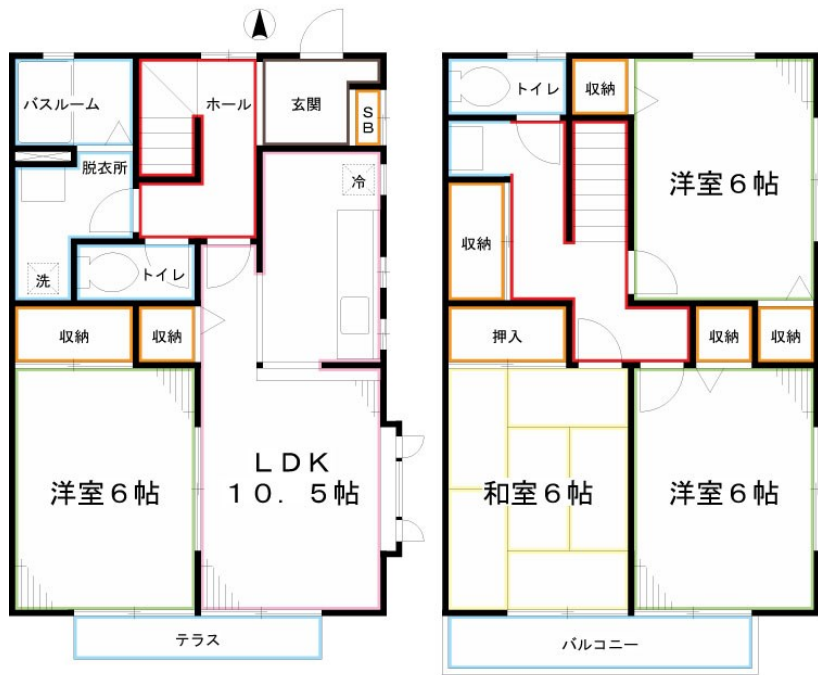 バスルーム
ホール
玄関
SB
脱衣所
冷
洗
トイレ
収納
収納
洋室6帖
LDK
10.5帖
テラス
トイレ
収納
洋室6帖
収納
押入
収納
収納
和室6帖
洋室6帖
バルコニー